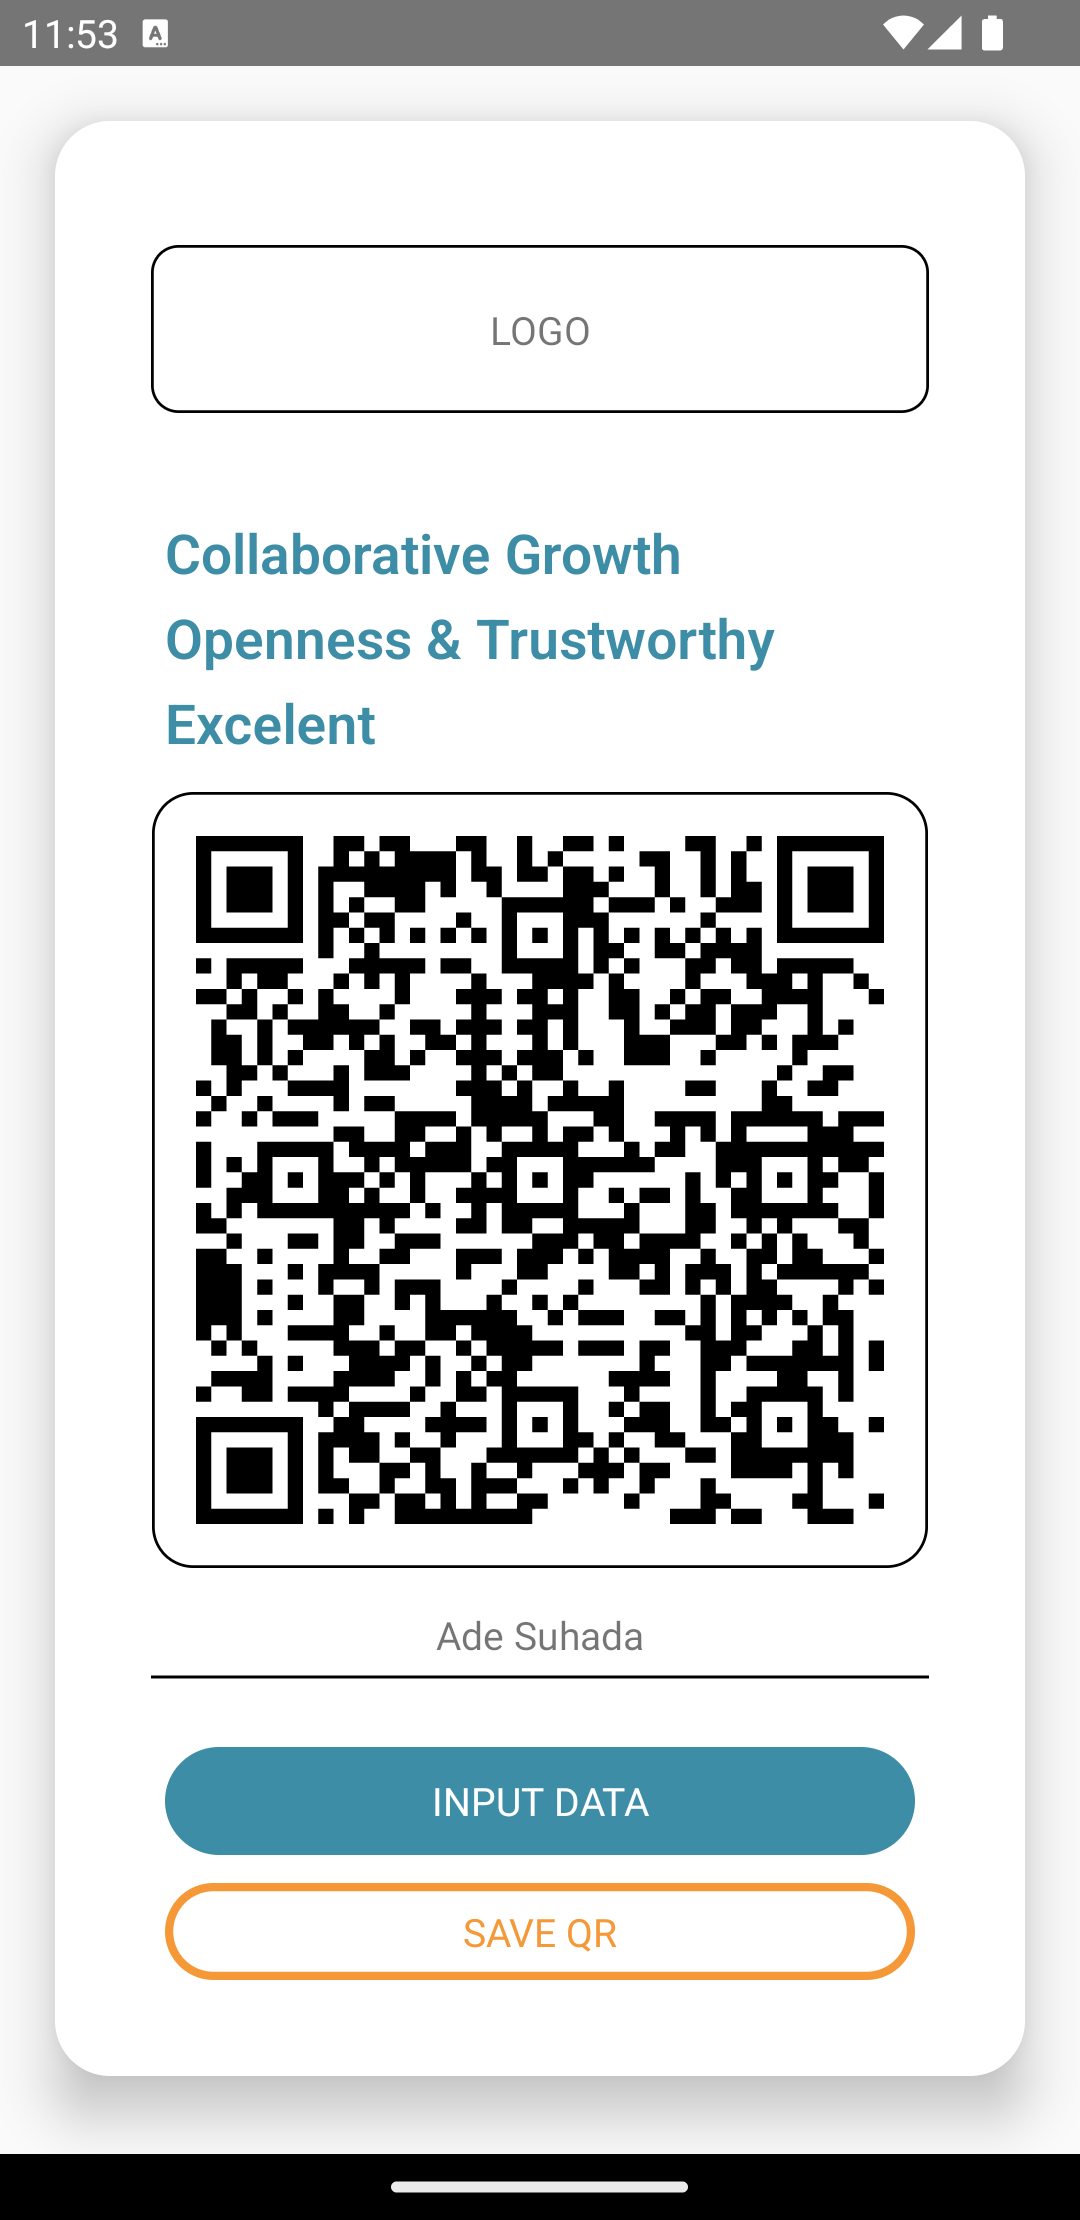 11:53
LOGO
Collaborative Growth
Openness & Trustworthy
Excelent
Ade Suhada
INPUT DATA
SAVE QR